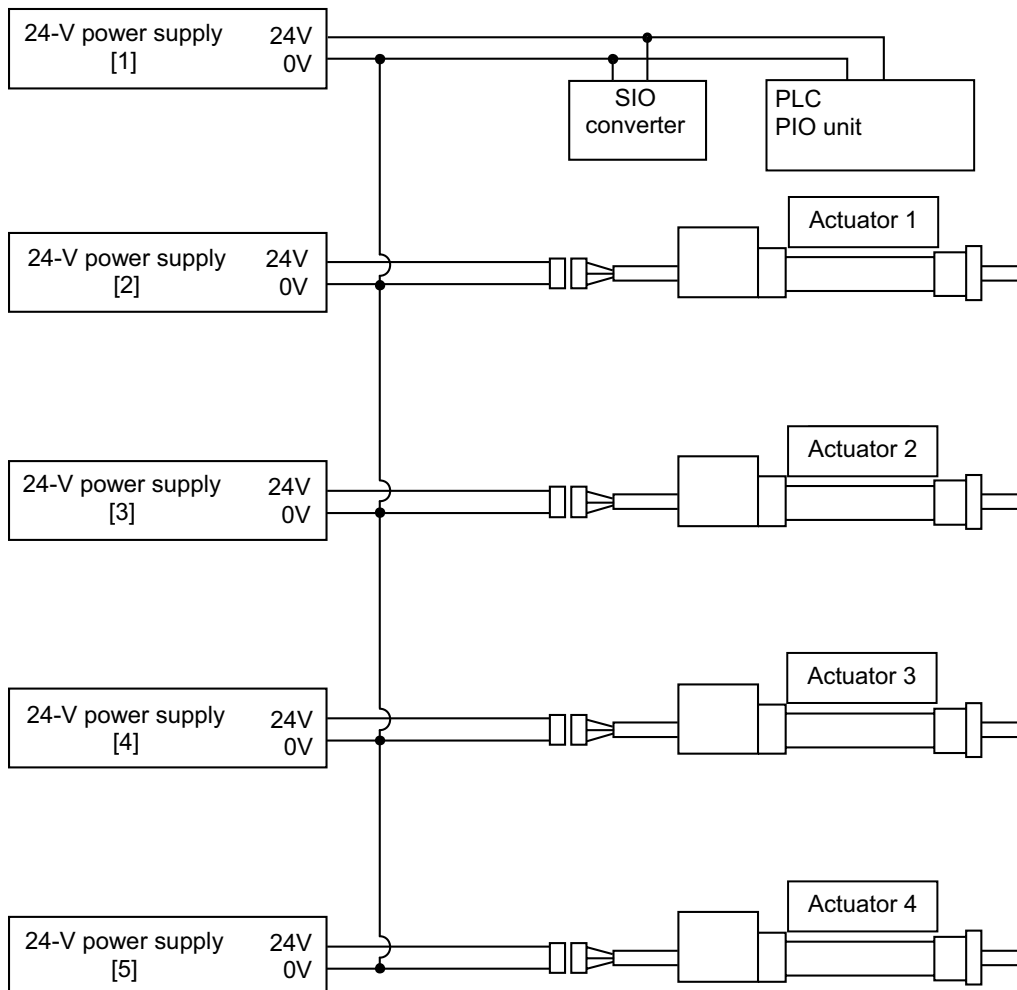 24-V power supply
[1]
24V
0V
SIO
converter
PLC
PIO unit
Actuator 1
24-V power supply
[2]
24V
0V
Actuator 2
24-V power supply
[3]
24V
0V
Actuator 3
24-V power supply
[4]
24V
0V
Actuator 4
24-V power supply
[5]
24V
0V